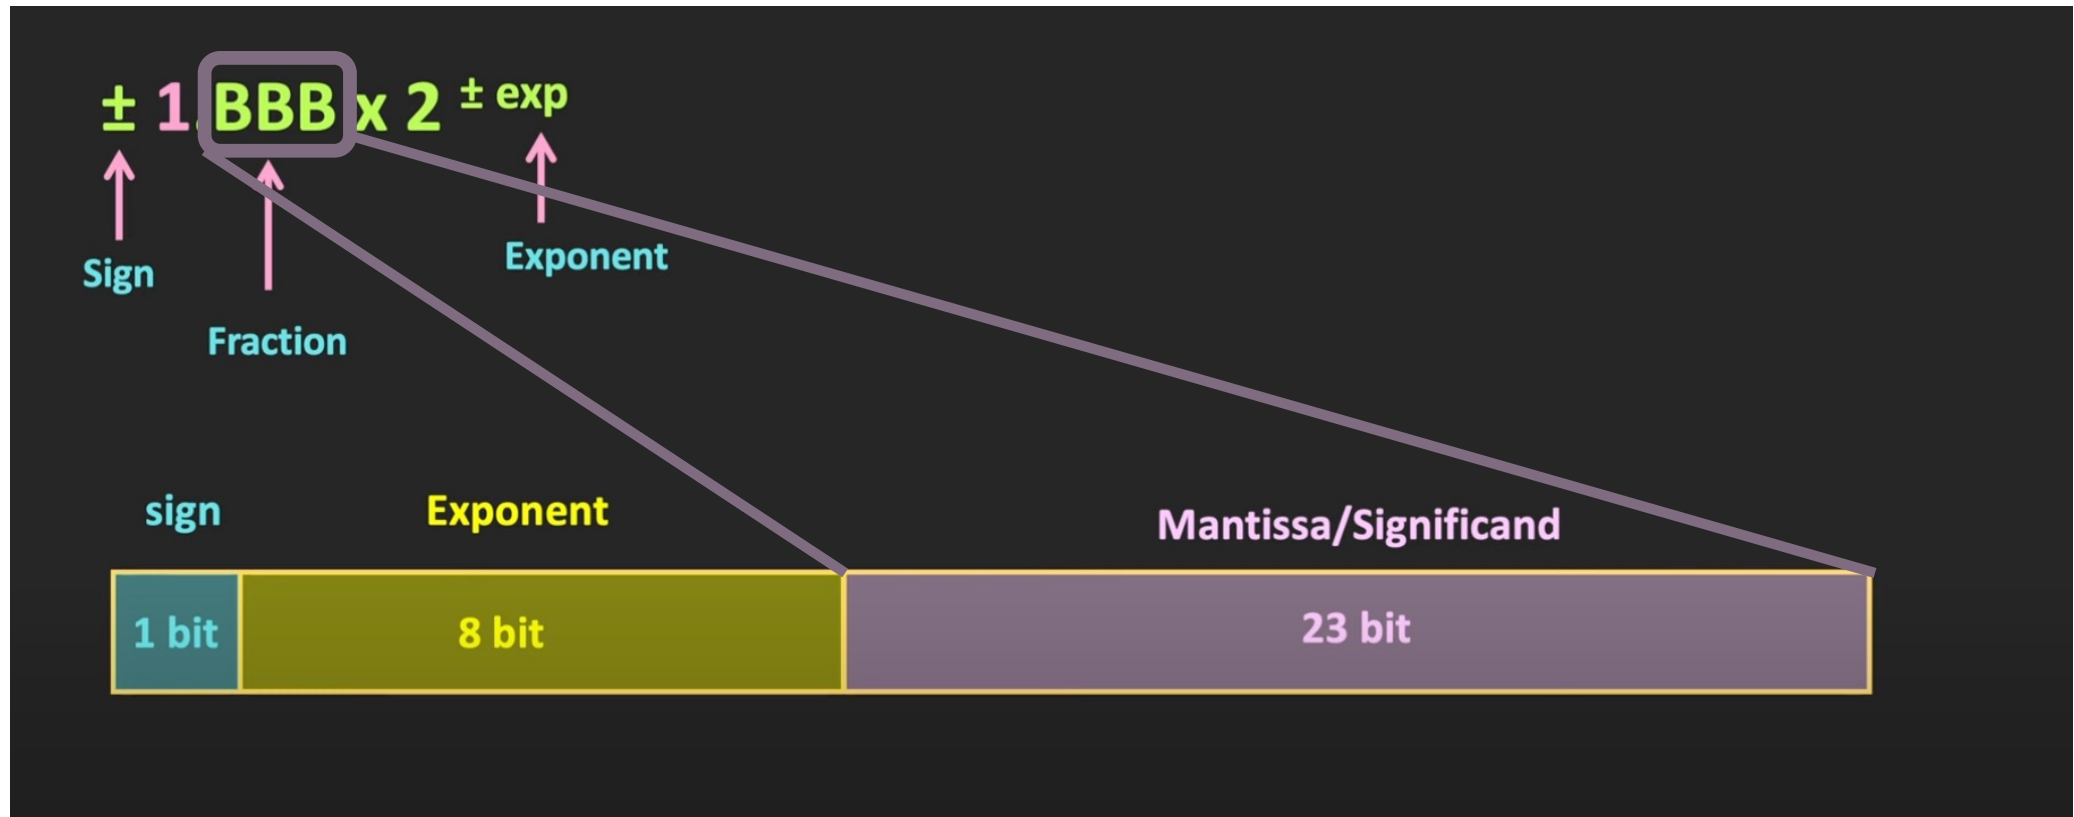 ± 1.BBB x 2 ± exp
Sign
Fraction
Exponent
sign
Exponent
Mantissa/Significand
1 bit
8 bit
23 bit